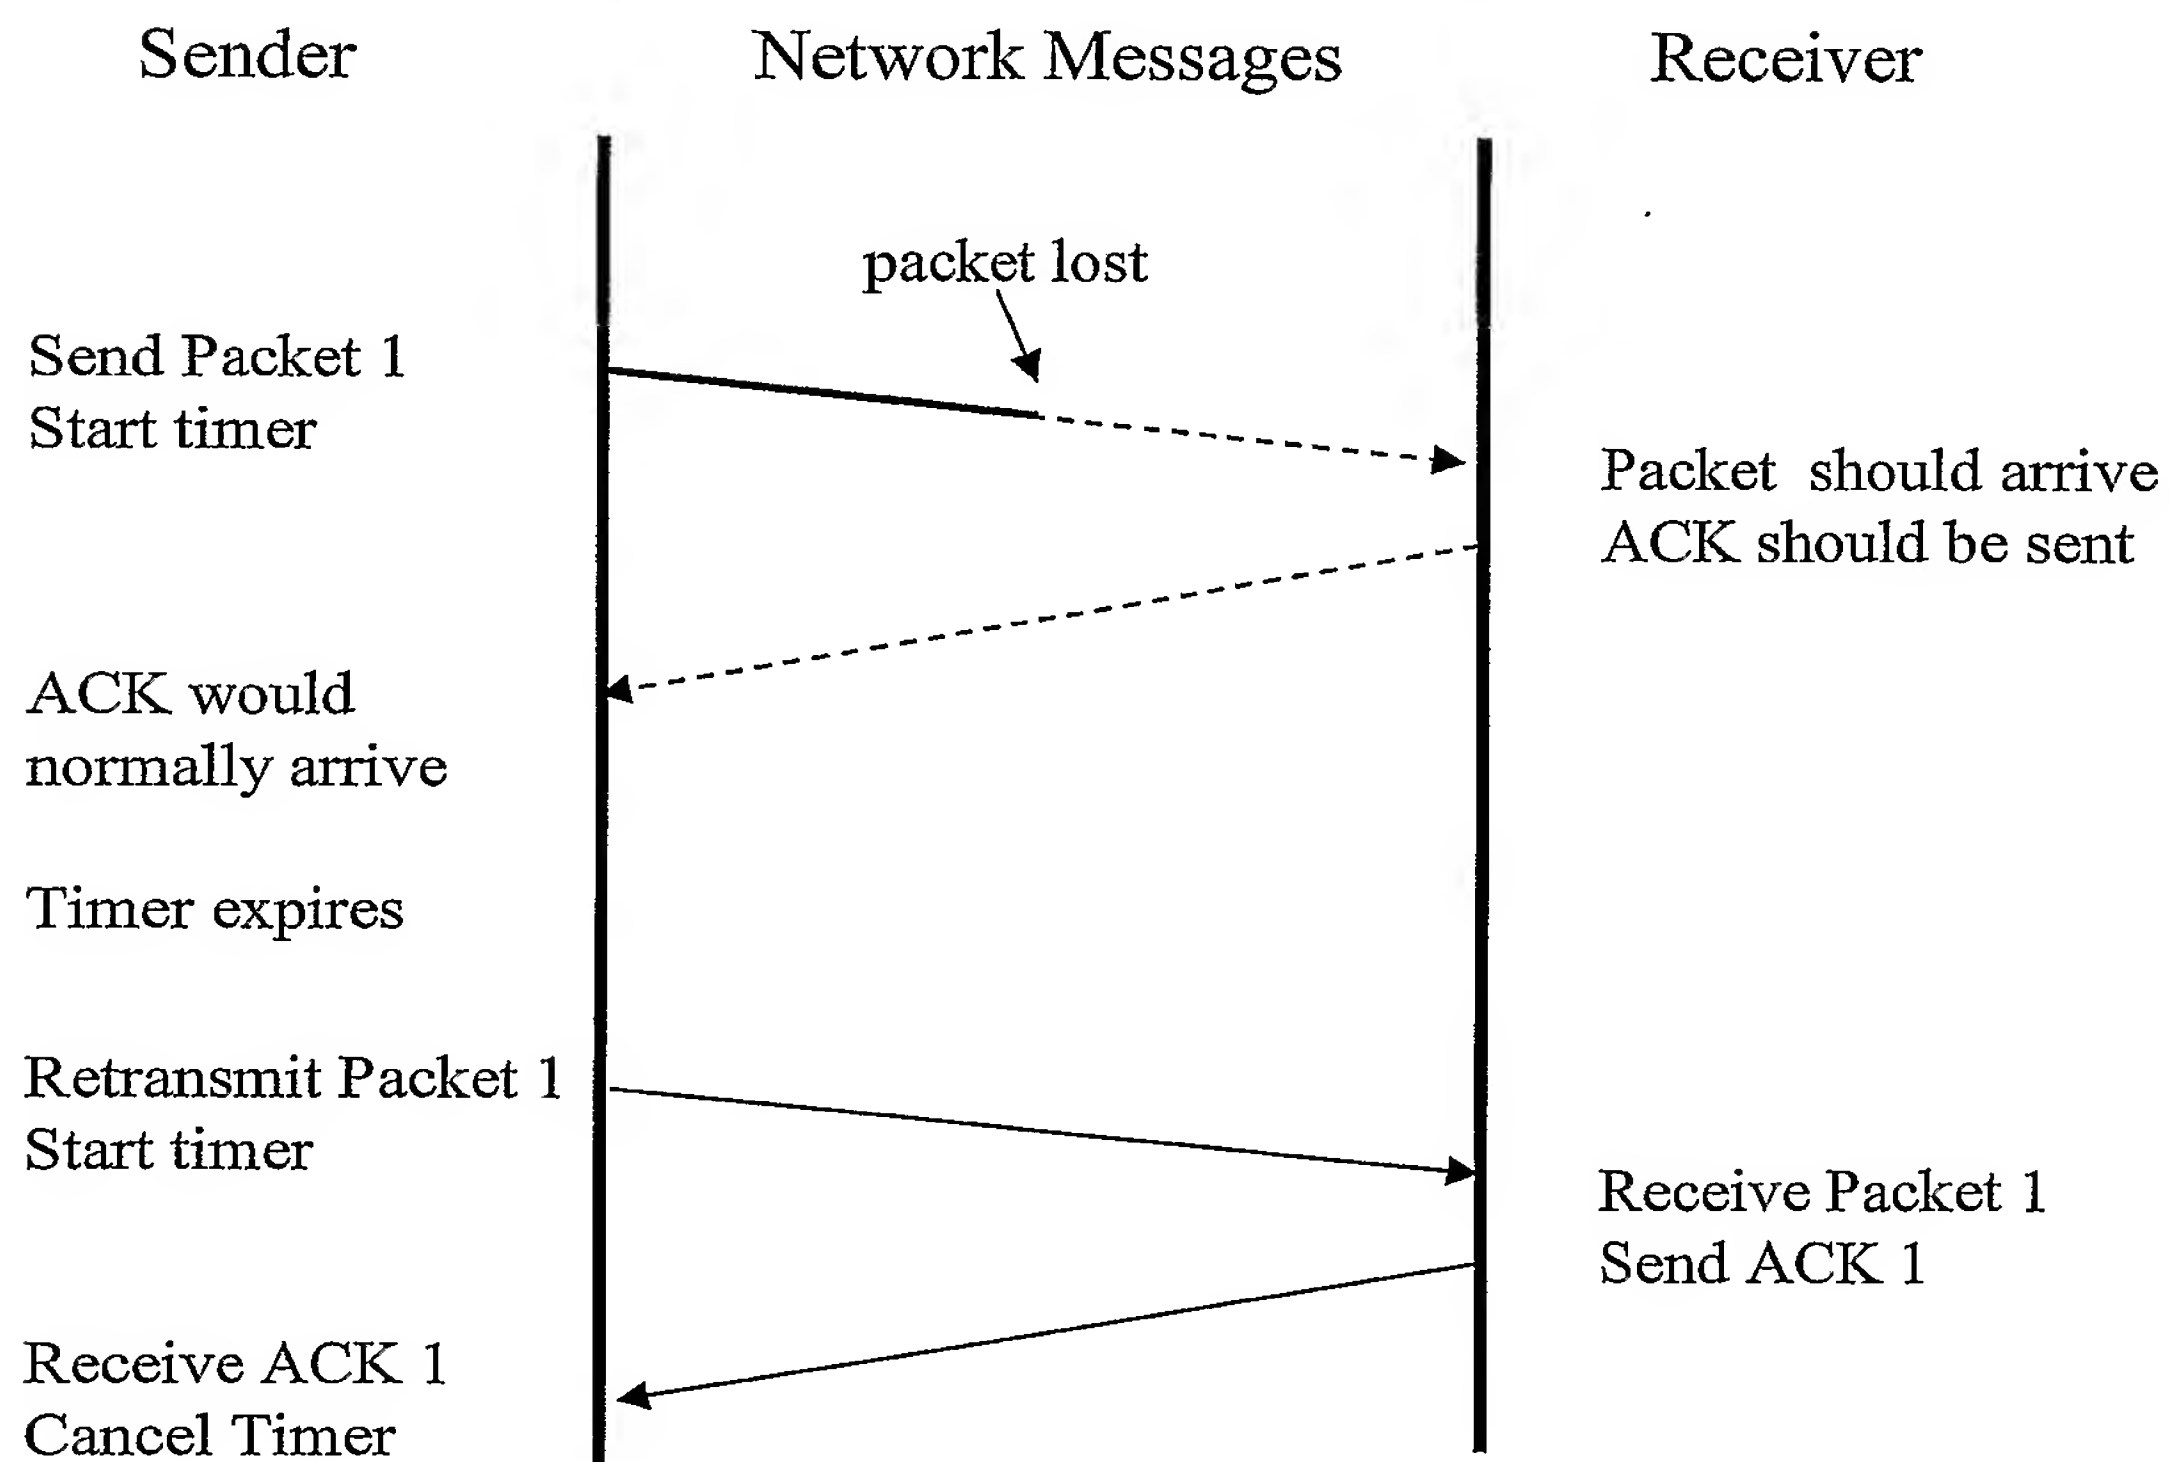 Sender
Network Messages
Receiver
packet lost
Send Packet 1
Start timer
Packet should arrive
ACK should be sent
ACK would
normally arrive
Timer expires
Retransmit Packet 1
Start timer
Receive Packet 1
Send ACK 1
Receive ACK 1
Cancel Timer